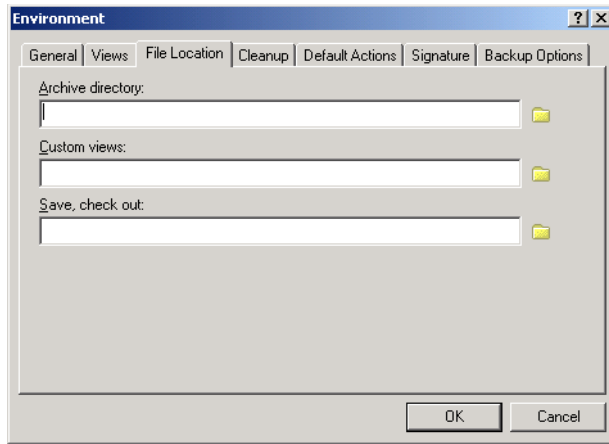 Environment
General Views File Location Cleanup Default Actions Signature Backup Options
Archive directory:
Custom views:
Save, check out:
OK Cancel